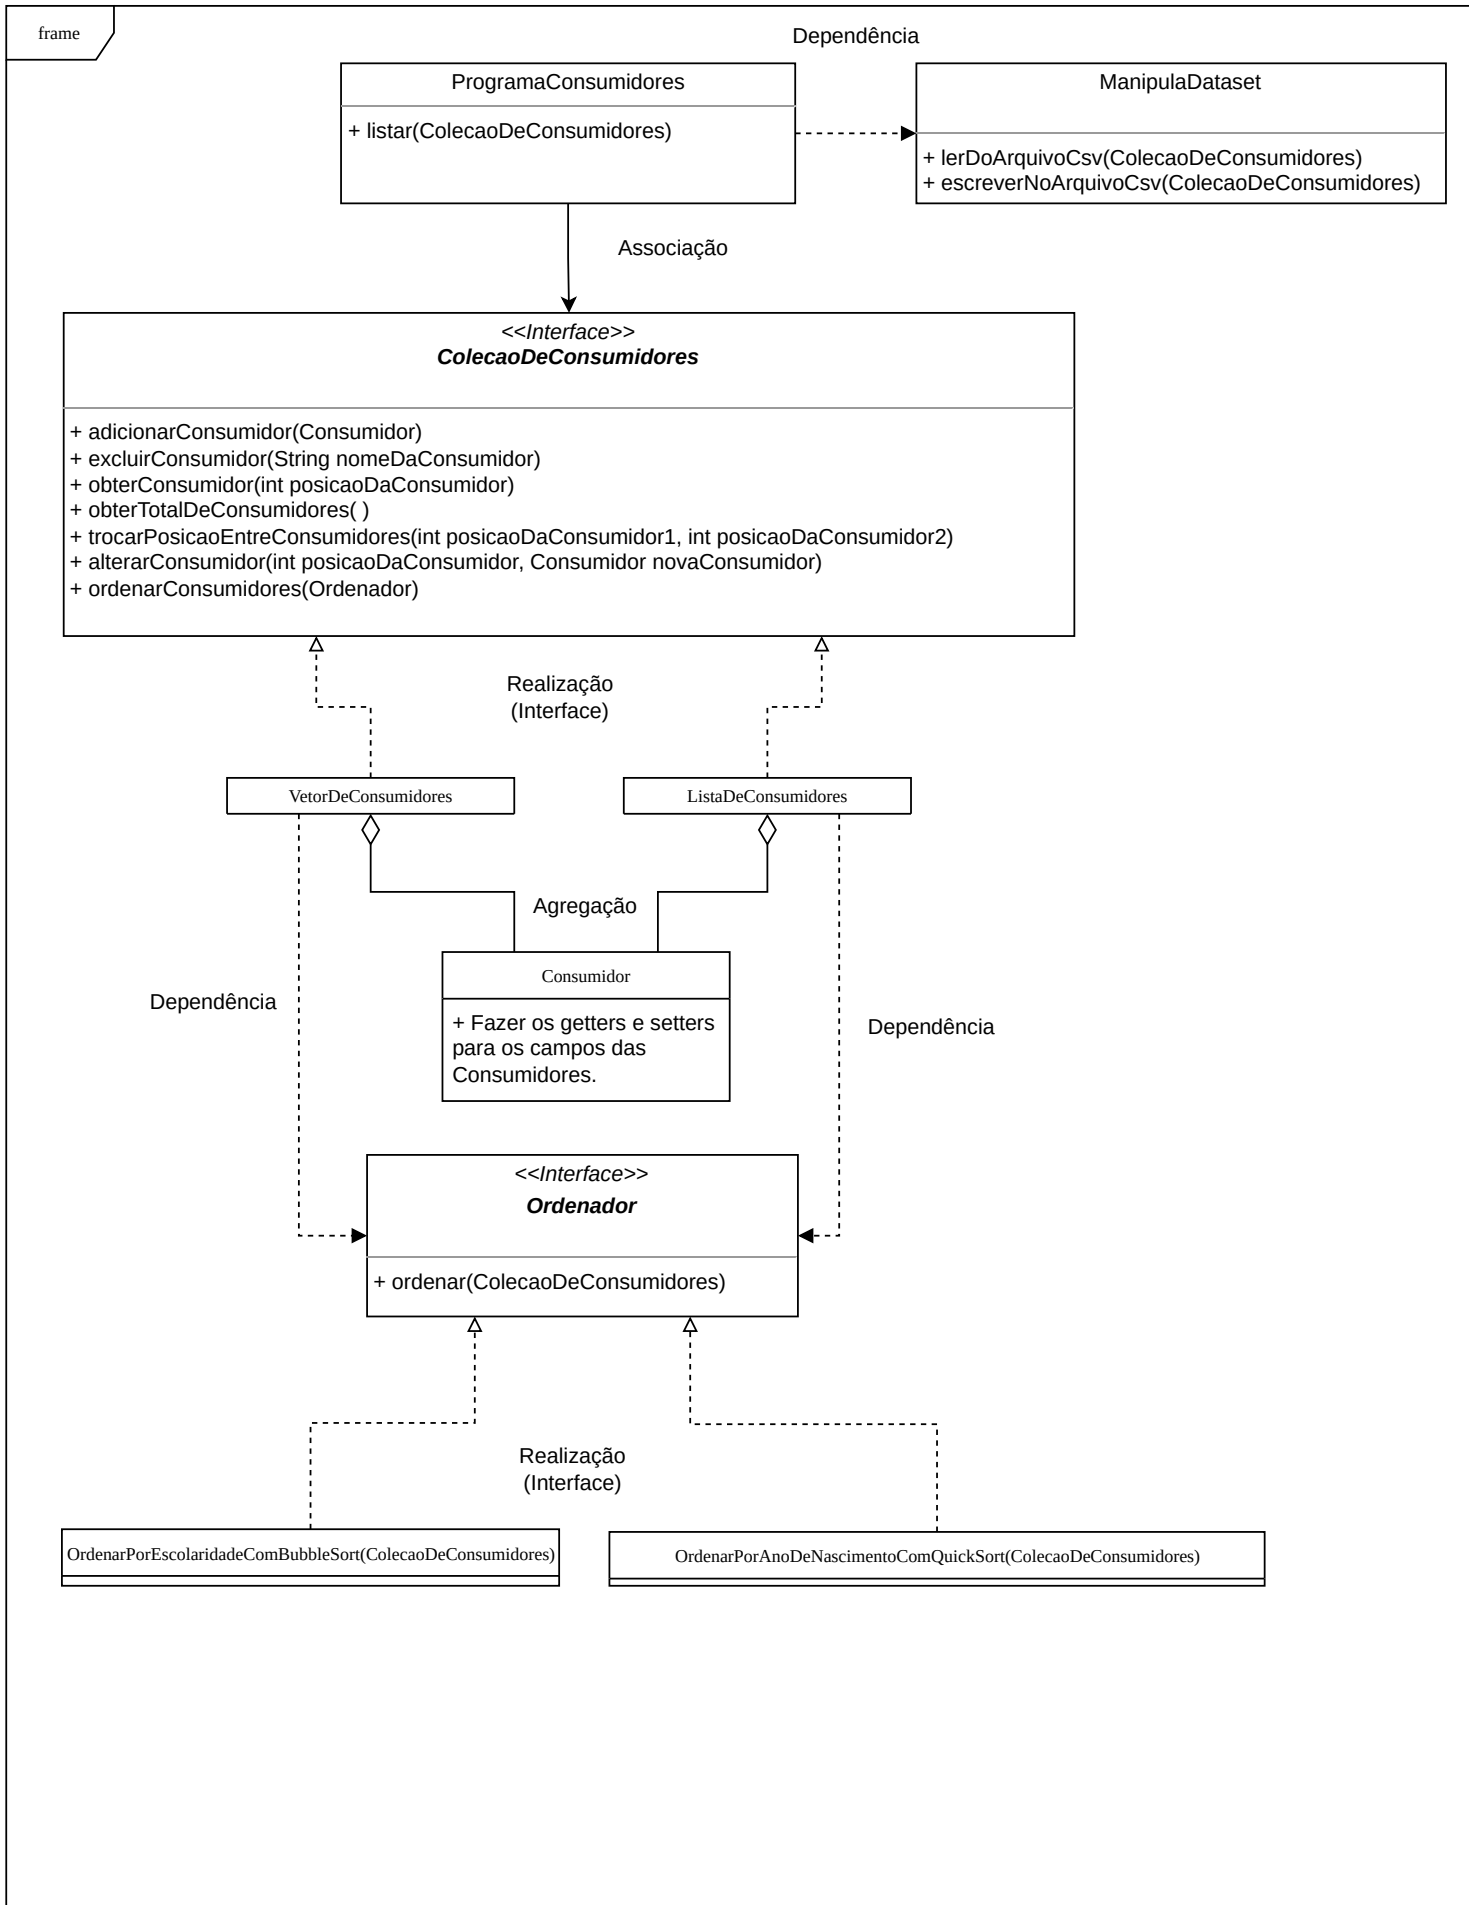 frame
Dependência
ProgramaConsumidores
+ listar(ColecaoDeConsumidores)
ManipulaDataset
+ lerDoArquivoCsv(ColecaoDeConsumidores)
+ escreverNoArquivoCsv(ColecaoDeConsumidores)
Associação
<<Interface>>
ColecaoDeConsumidores
+ adicionarConsumidor(Consumidor)
+ excluirConsumidor(String nomeDaConsumidor)
+ obterConsumidor(int posicaoDaConsumidor)
+ obterTotalDeConsumidores( )
+ trocarPosicaoEntreConsumidores(int posicaoDaConsumidor1, int posicaoDaConsumidor2)
+ alterarConsumidor(int posicaoDaConsumidor, Consumidor novaConsumidor)
+ ordenarConsumidores(Ordenador)
Realização
(Interface)
VetorDeConsumidores
ListaDeConsumidores
Agregação
Consumidor
+ Fazer os getters e setters
para os campos das
Consumidores.
Dependência
Dependência
<<Interface>>
Ordenador
+ ordenar(ColecaoDeConsumidores)
Realização
(Interface)
OrdenarPorEscolaridadeComBubbleSort(ColecaoDeConsumidores)
OrdenarPorAnoDeNascimentoComQuickSort(ColecaoDeConsumidores)